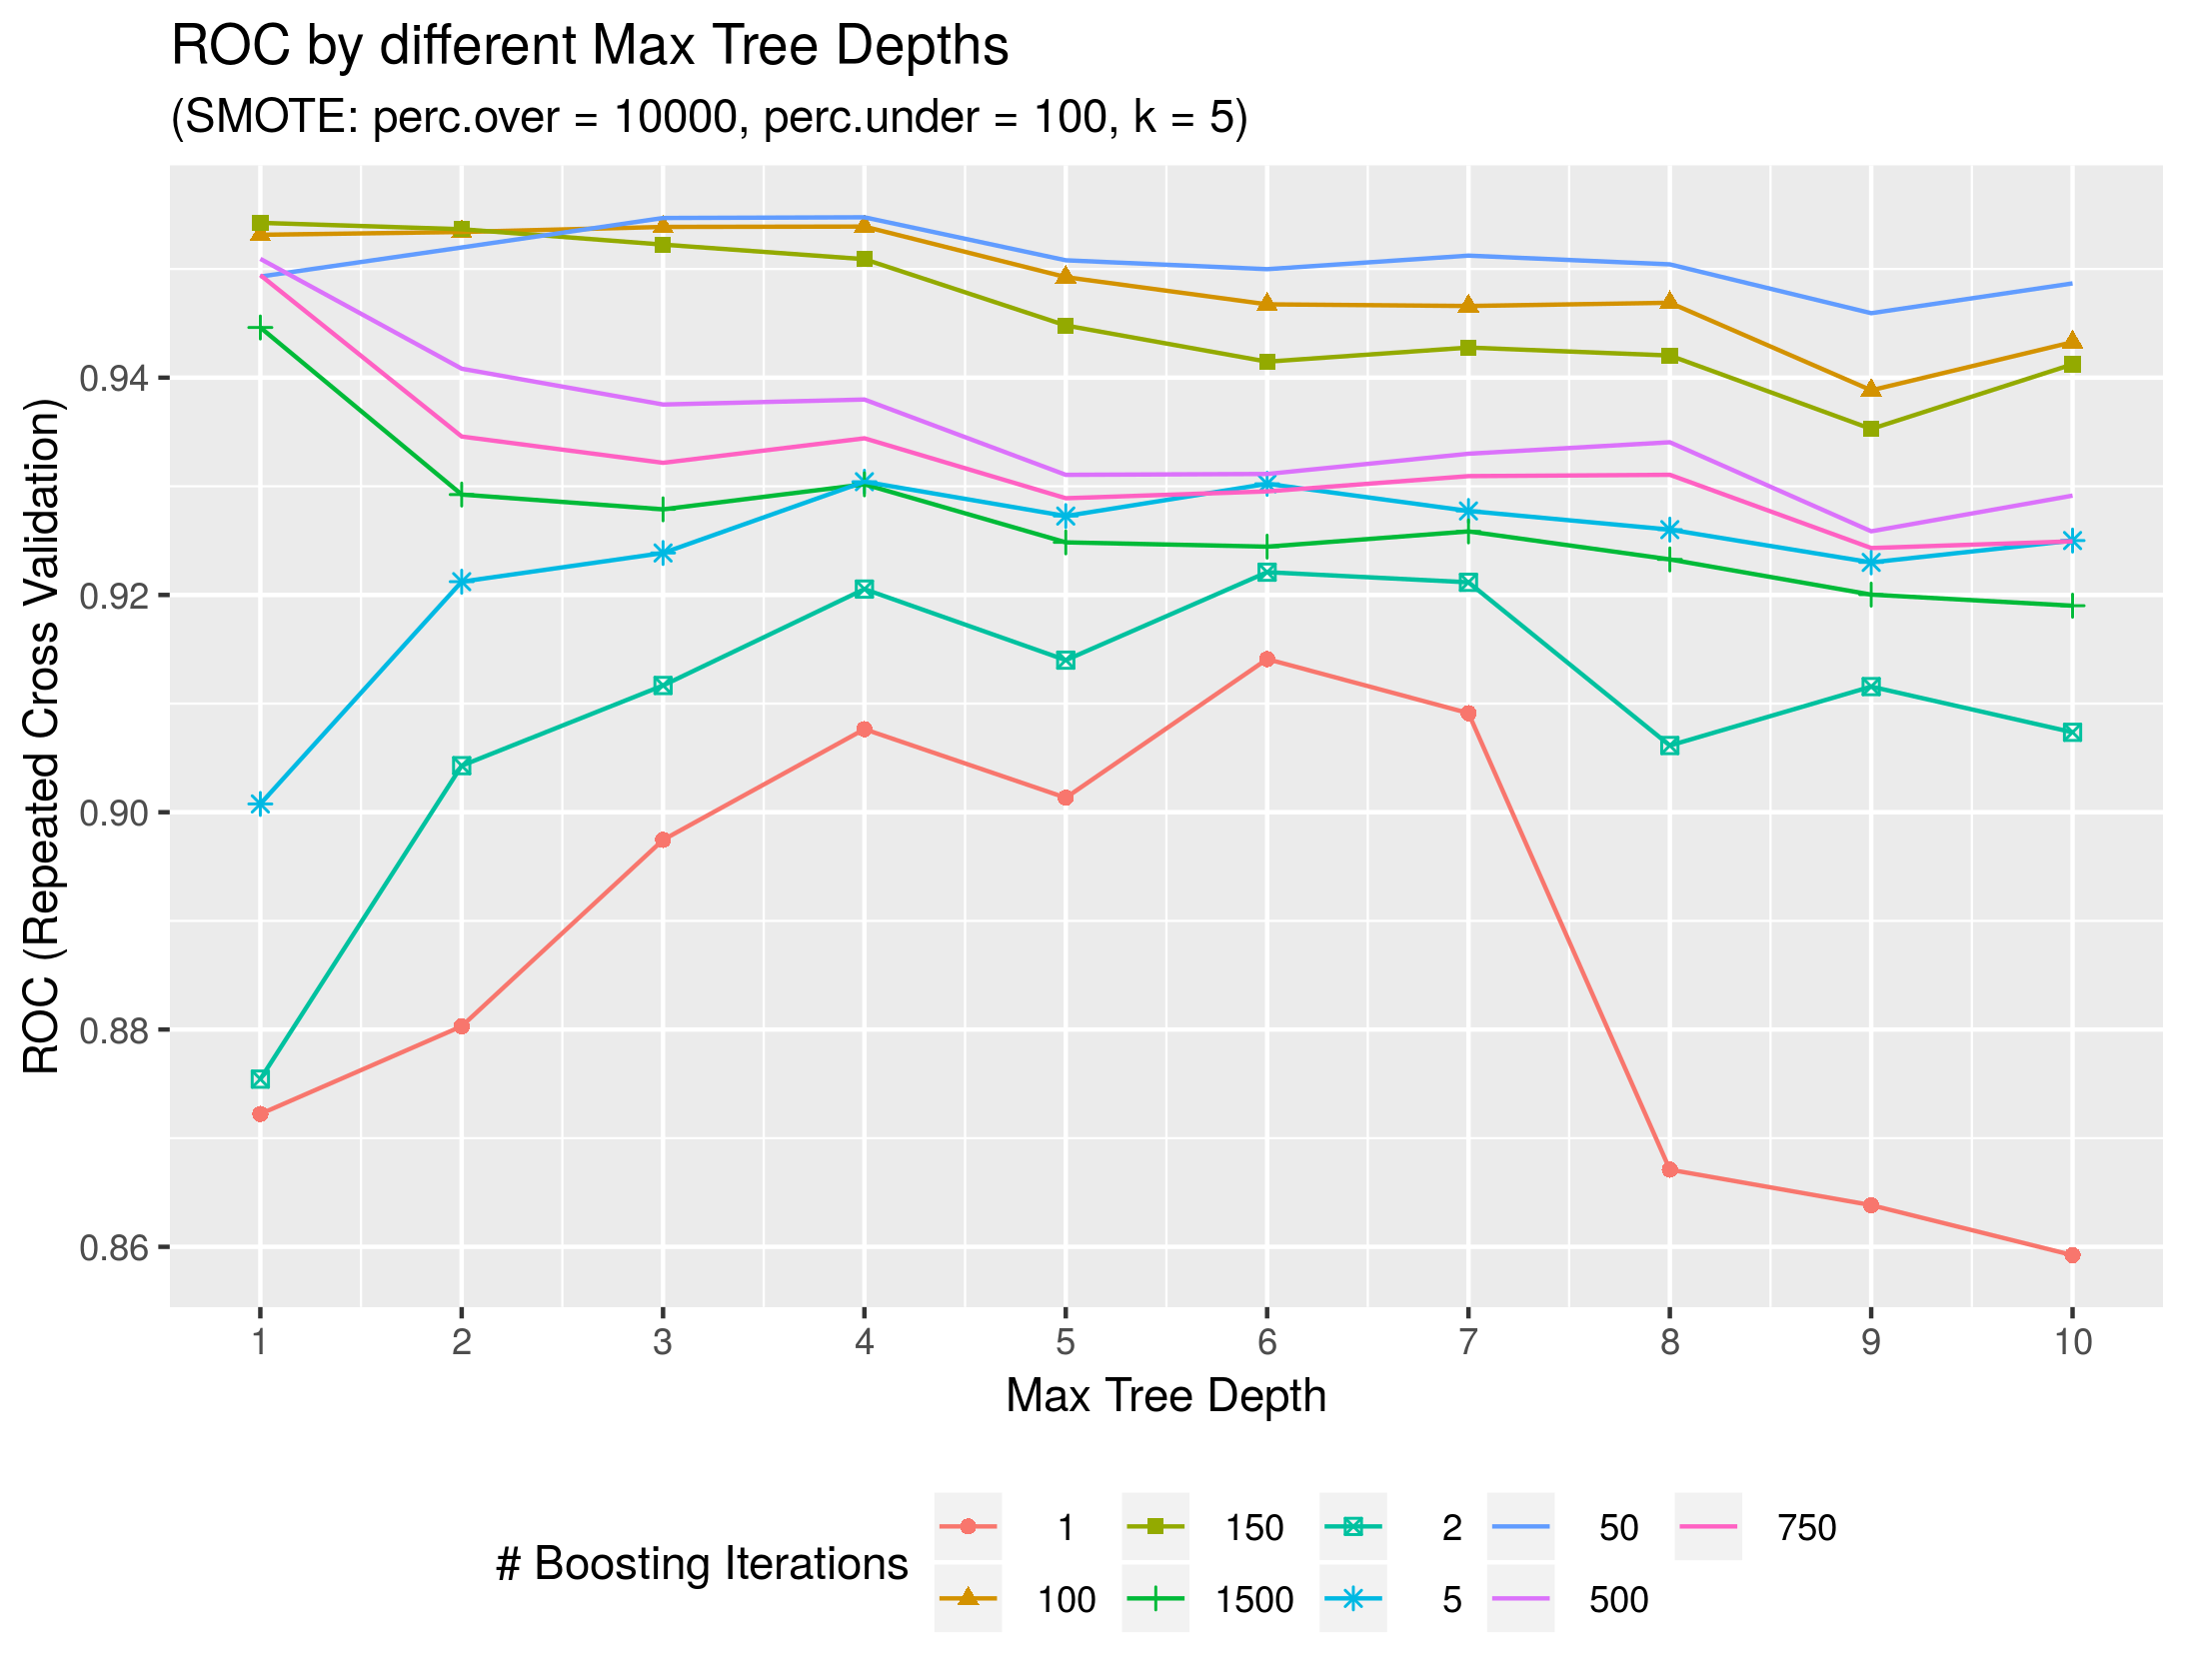 ROC by different Max Tree Depths
(SMOTE: perc.over = 10000, perc.under = 100, k = 5)
ROC (Repeated Cross Validation)
0.94
0.92
0.90
0.88
0.86
1 2 3 4 5 6 7 8 9 10
Max Tree Depth
# Boosting Iterations
1 150 2 50 750
100 1500 5 500